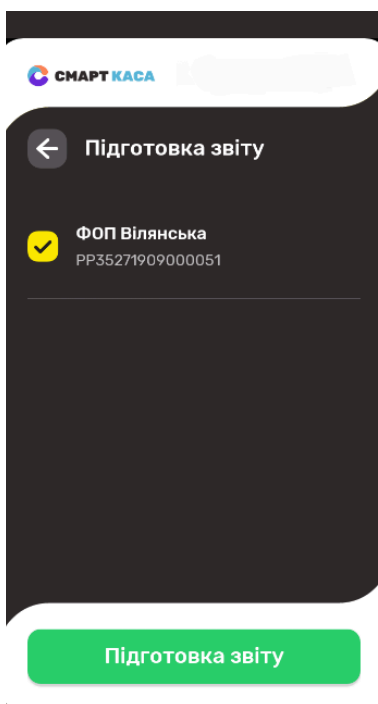 СМАРТ КАСА
Підготовка звіту
ФОП Вілянська
РР35271909000051
Підготовка звіту